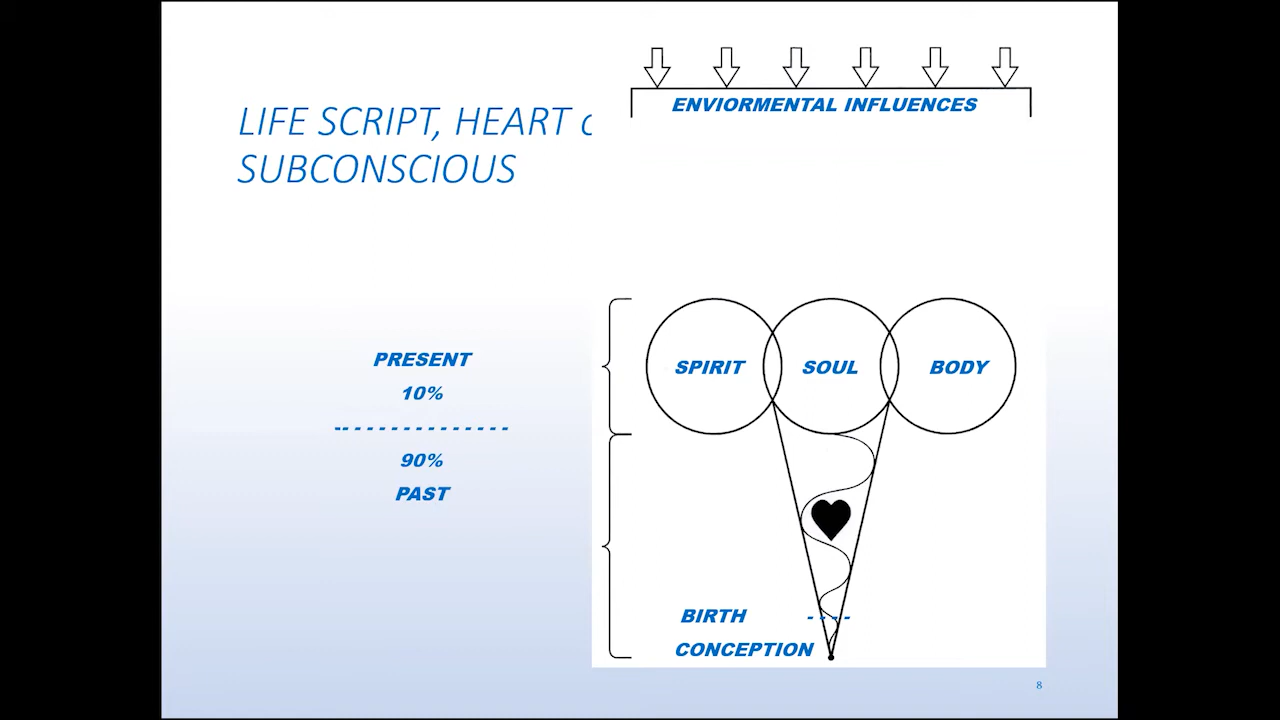 ENVIORMENTAL INFLUENCES
LIFE SCRIPT, HEART
SUBCONSCIOUS
SPIRIT
SOUL
BODY
PRESENT
10%
90%
PAST
BIRTH
CONCEPTION
8